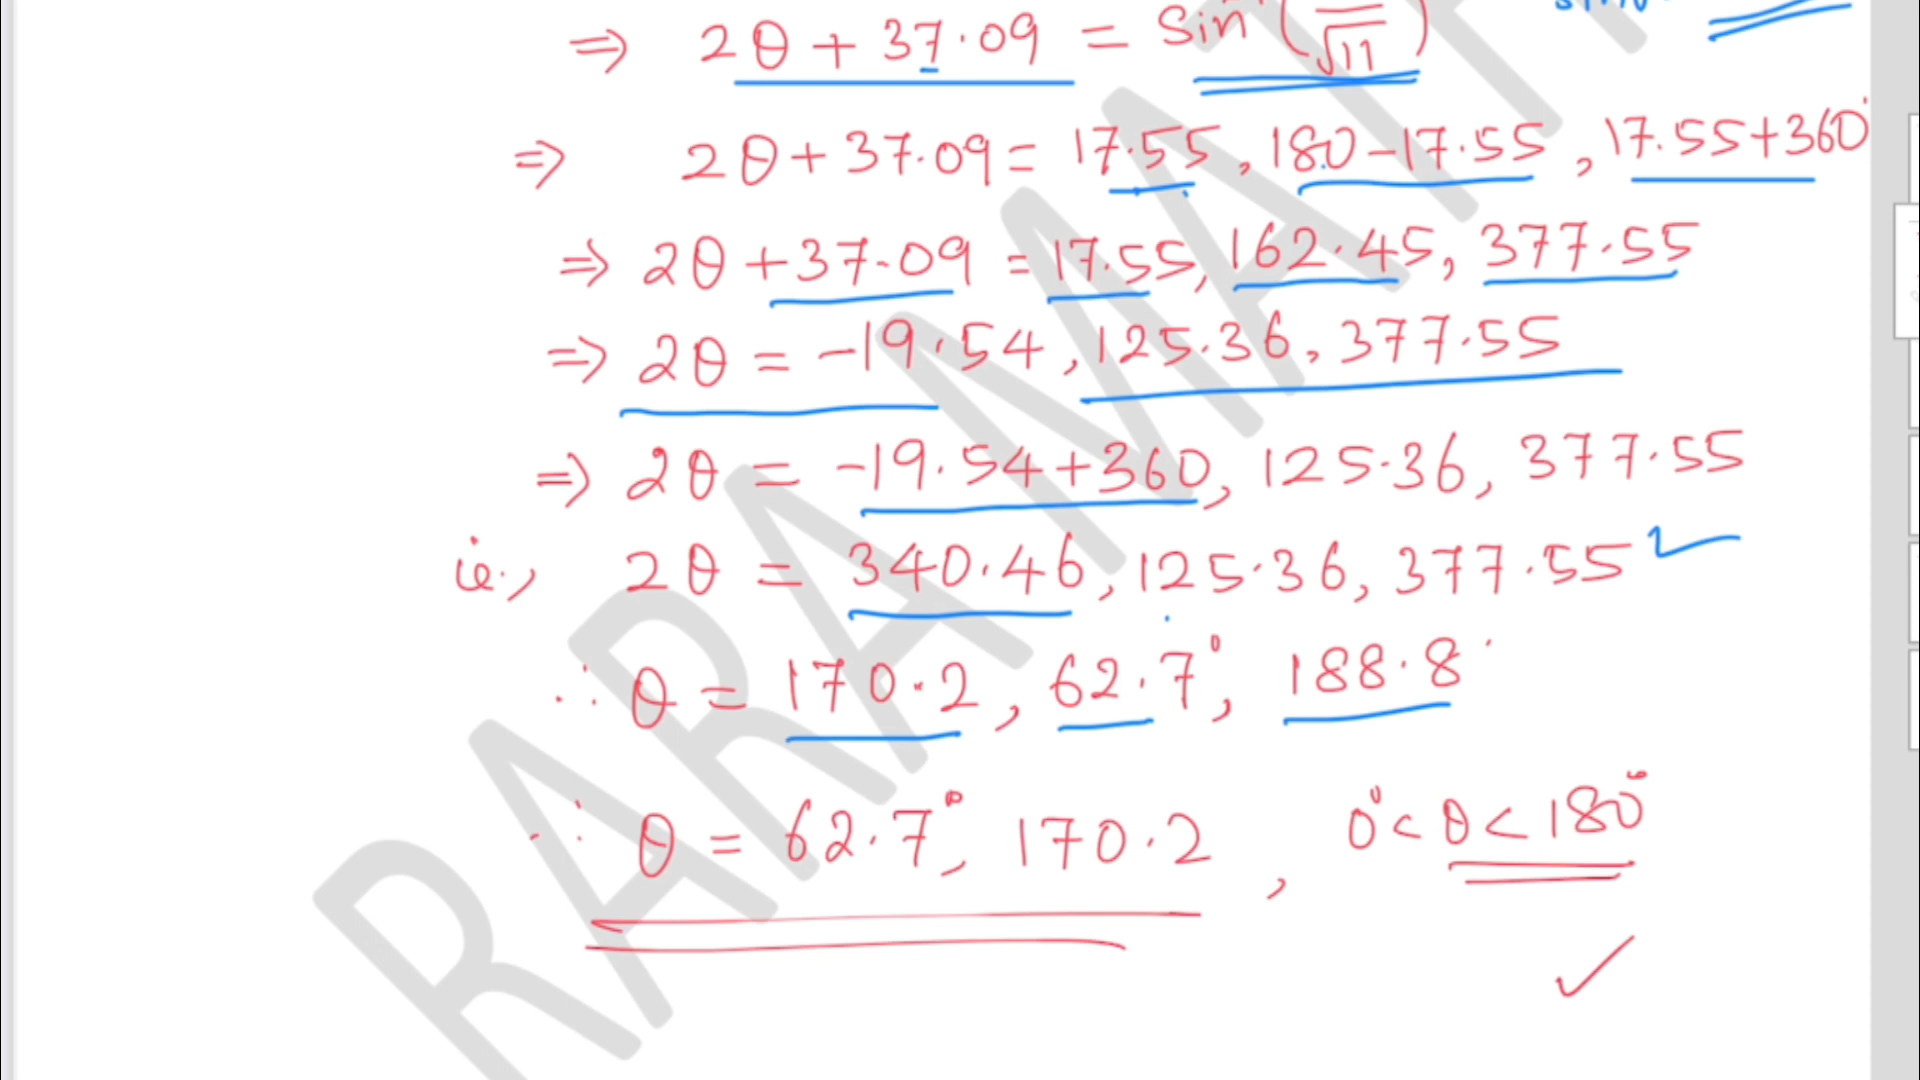 ⇒ 2θ + 37.09 = Sin ( /√11 )
⇒ 2θ + 37.09 = 17.55 , 180-17.55 , 17.55+360°
⇒ 2θ + 37.09 = 17.55, 162.45, 377.55
⇒ 2θ = -19.54 , 125.36, 377.55
⇒ 2θ = -19.54+360, 125.36, 377.55
ie., 2θ = 340.46, 125.36, 377.55
∴ θ = 170.2 , 62.7°, 188.8°
∴ θ = 62.7°, 170.2 , 0° < θ < 180°